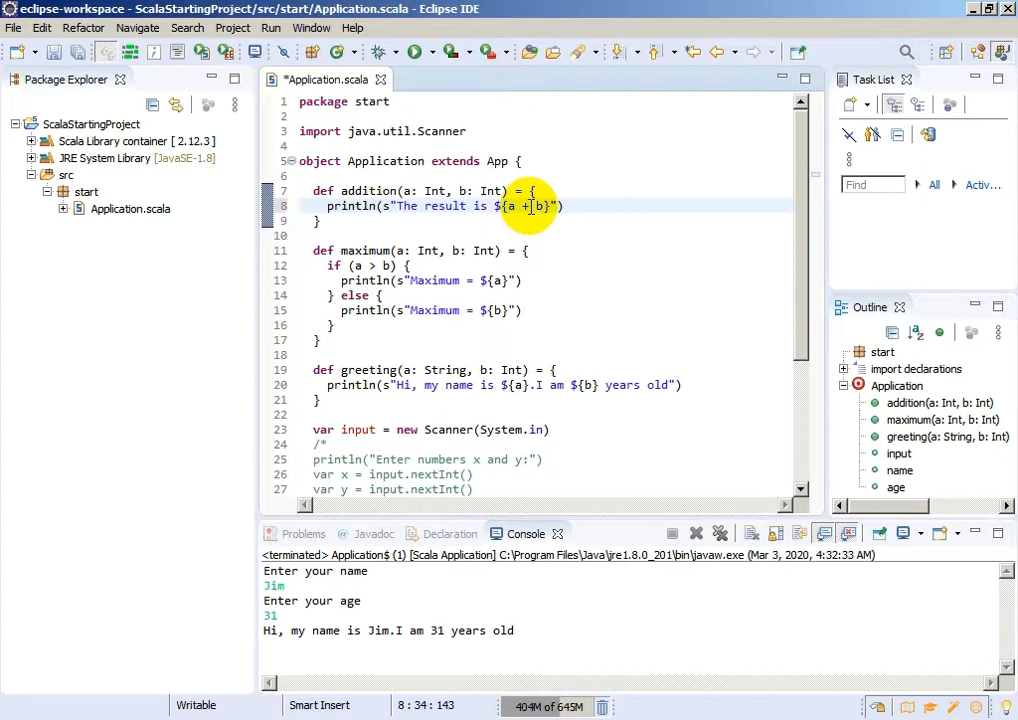 eclipse-workspace - ScalaStartingProject/src/start/Application.scala - Eclipse IDE
File Edit Refactor Navigate Search Project Run Window Help
Package Explorer
ScalaStartingProject
Scala Library container [ 2.12.3 ]
JRE System Library [JavaSE-1.8]
src
start
Application.scala
*Application.scala
1 package start
2
3 import java.util.Scanner
4
5 object Application extends App {
6
7 def addition(a: Int, b: Int) = {
8 println(s"The result is ${a + b}")
9 }
10
11 def maximum(a: Int, b: Int) = {
12 if (a > b) {
13 println(s"Maximum = ${a}")
14 } else {
15 println(s"Maximum = ${b}")
16 }
17 }
18
19 def greeting(a: String, b: Int) = {
20 println(s"Hi, my name is ${a}.I am ${b} years old")
21 }
22
23 var input = new Scanner(System.in)
24 /*
25 println("Enter numbers x and y:")
26 var x = input.nextInt()
27 var y = input.nextInt()
Task List
Find All Activ...
Outline
start
import declarations
Application
addition(a: Int, b: Int)
maximum(a: Int, b: Int)
greeting(a: String, b: Int)
input
name
age
Problems @ Javadoc Declaration Console
<terminated> Application$ (1) [Scala Application] C:\Program Files\Java\jre1.8.0_201\bin\javaw.exe (Mar 3, 2020, 4:32:33 AM)
Enter your name
Jim
Enter your age
31
Hi, my name is Jim.I am 31 years old
Writable Smart Insert 8 : 34 : 143 404M of 645M